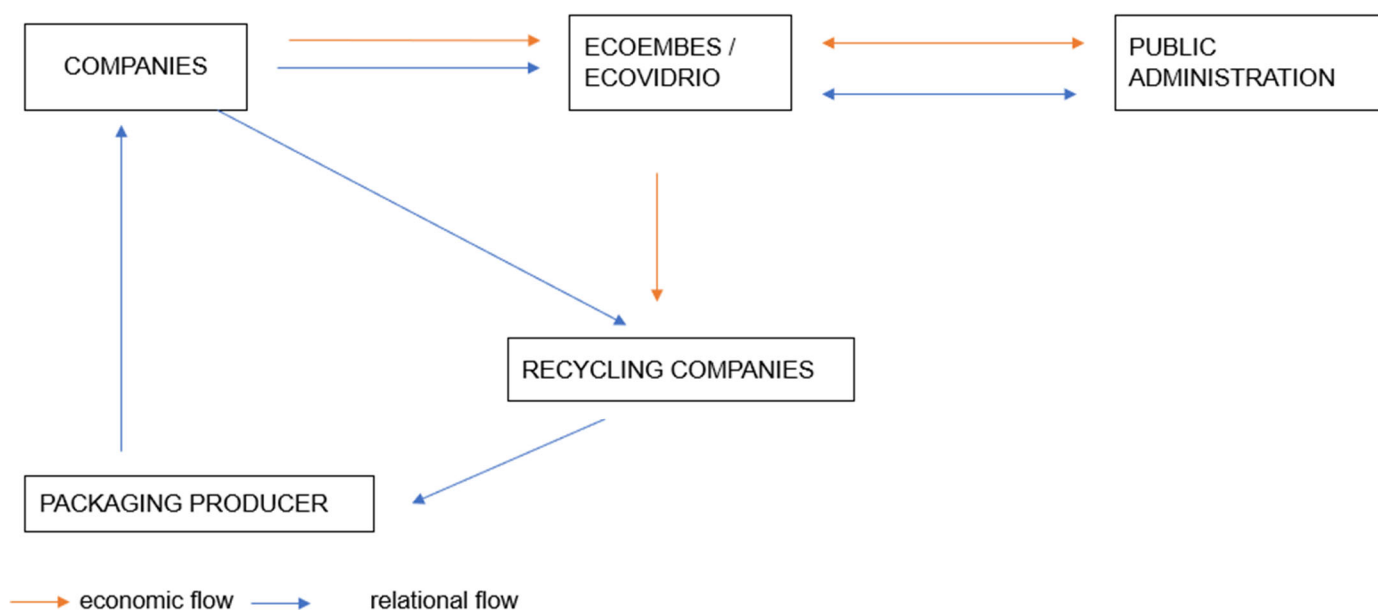 COMPANIES
ECOEMBES /
ECOVIDRIO
PUBLIC
ADMINISTRATION
RECYCLING COMPANIES
PACKAGING PRODUCER
economic flow
relational flow